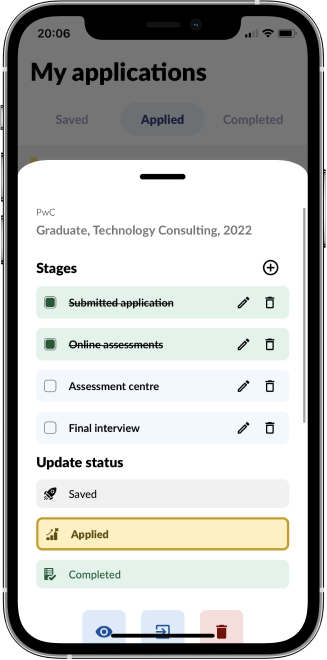 20:06
My applications
Saved
Applied
Completed
PwC
Graduate, Technology Consulting, 2022
Stages
Submitted application
Online assessments
Assessment centre
Final interview
Update status
Saved
Applied
Completed